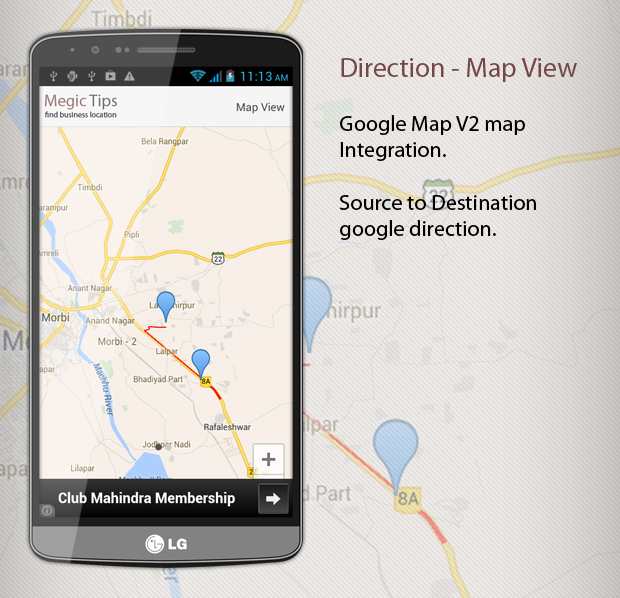 Timbdi
Direction - Map View
Google Map V2 map
Integration.
Source to Destination
google direction.
11:13 AM
Megic Tips
find business location
Map View
Bela Rangpar
Timbdi
arampur
Pipli
22
Anant Nagar
Morbi
Anand Nagar
Morbi - 2
Lalpar
Bhadiyad Part
8A
Machhu River
Rafaleshwar
Jodhpar Nadi
Lilapar
2
Club Mahindra Membership
LG
22
hirpur
lpar
d Part
8A